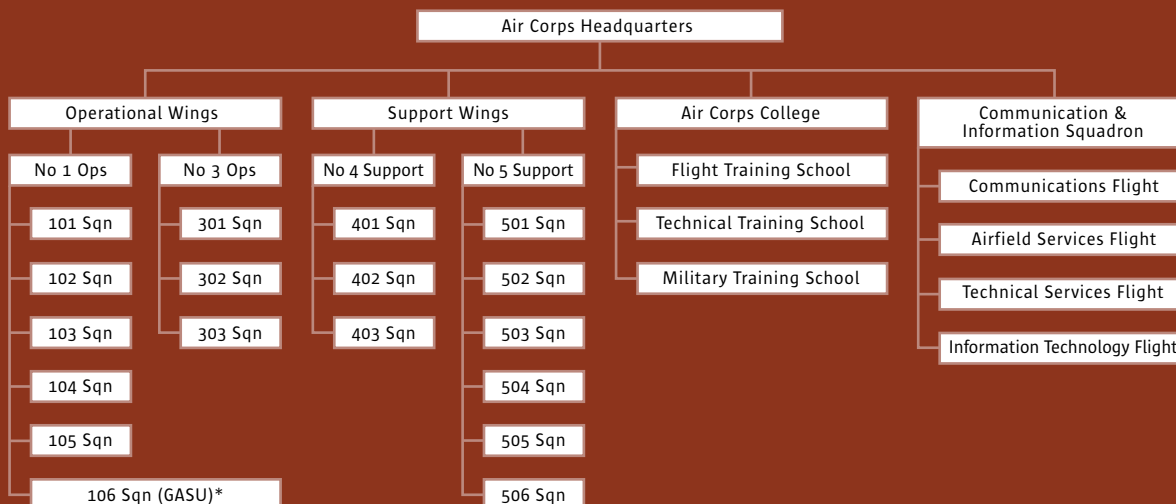 Air Corps Headquarters
Operational Wings
No 1 Ops
101 Sqn
102 Sqn
103 Sqn
104 Sqn
105 Sqn
106 Sqn (GASU)*
No 3 Ops
301 Sqn
302 Sqn
303 Sqn
Support Wings
No 4 Support
401 Sqn
402 Sqn
403 Sqn
No 5 Support
501 Sqn
502 Sqn
503 Sqn
504 Sqn
505 Sqn
506 Sqn
Air Corps College
Flight Training School
Technical Training School
Military Training School
Communication &
Information Squadron
Communications Flight
Airfield Services Flight
Technical Services Flight
Information Technology Flight